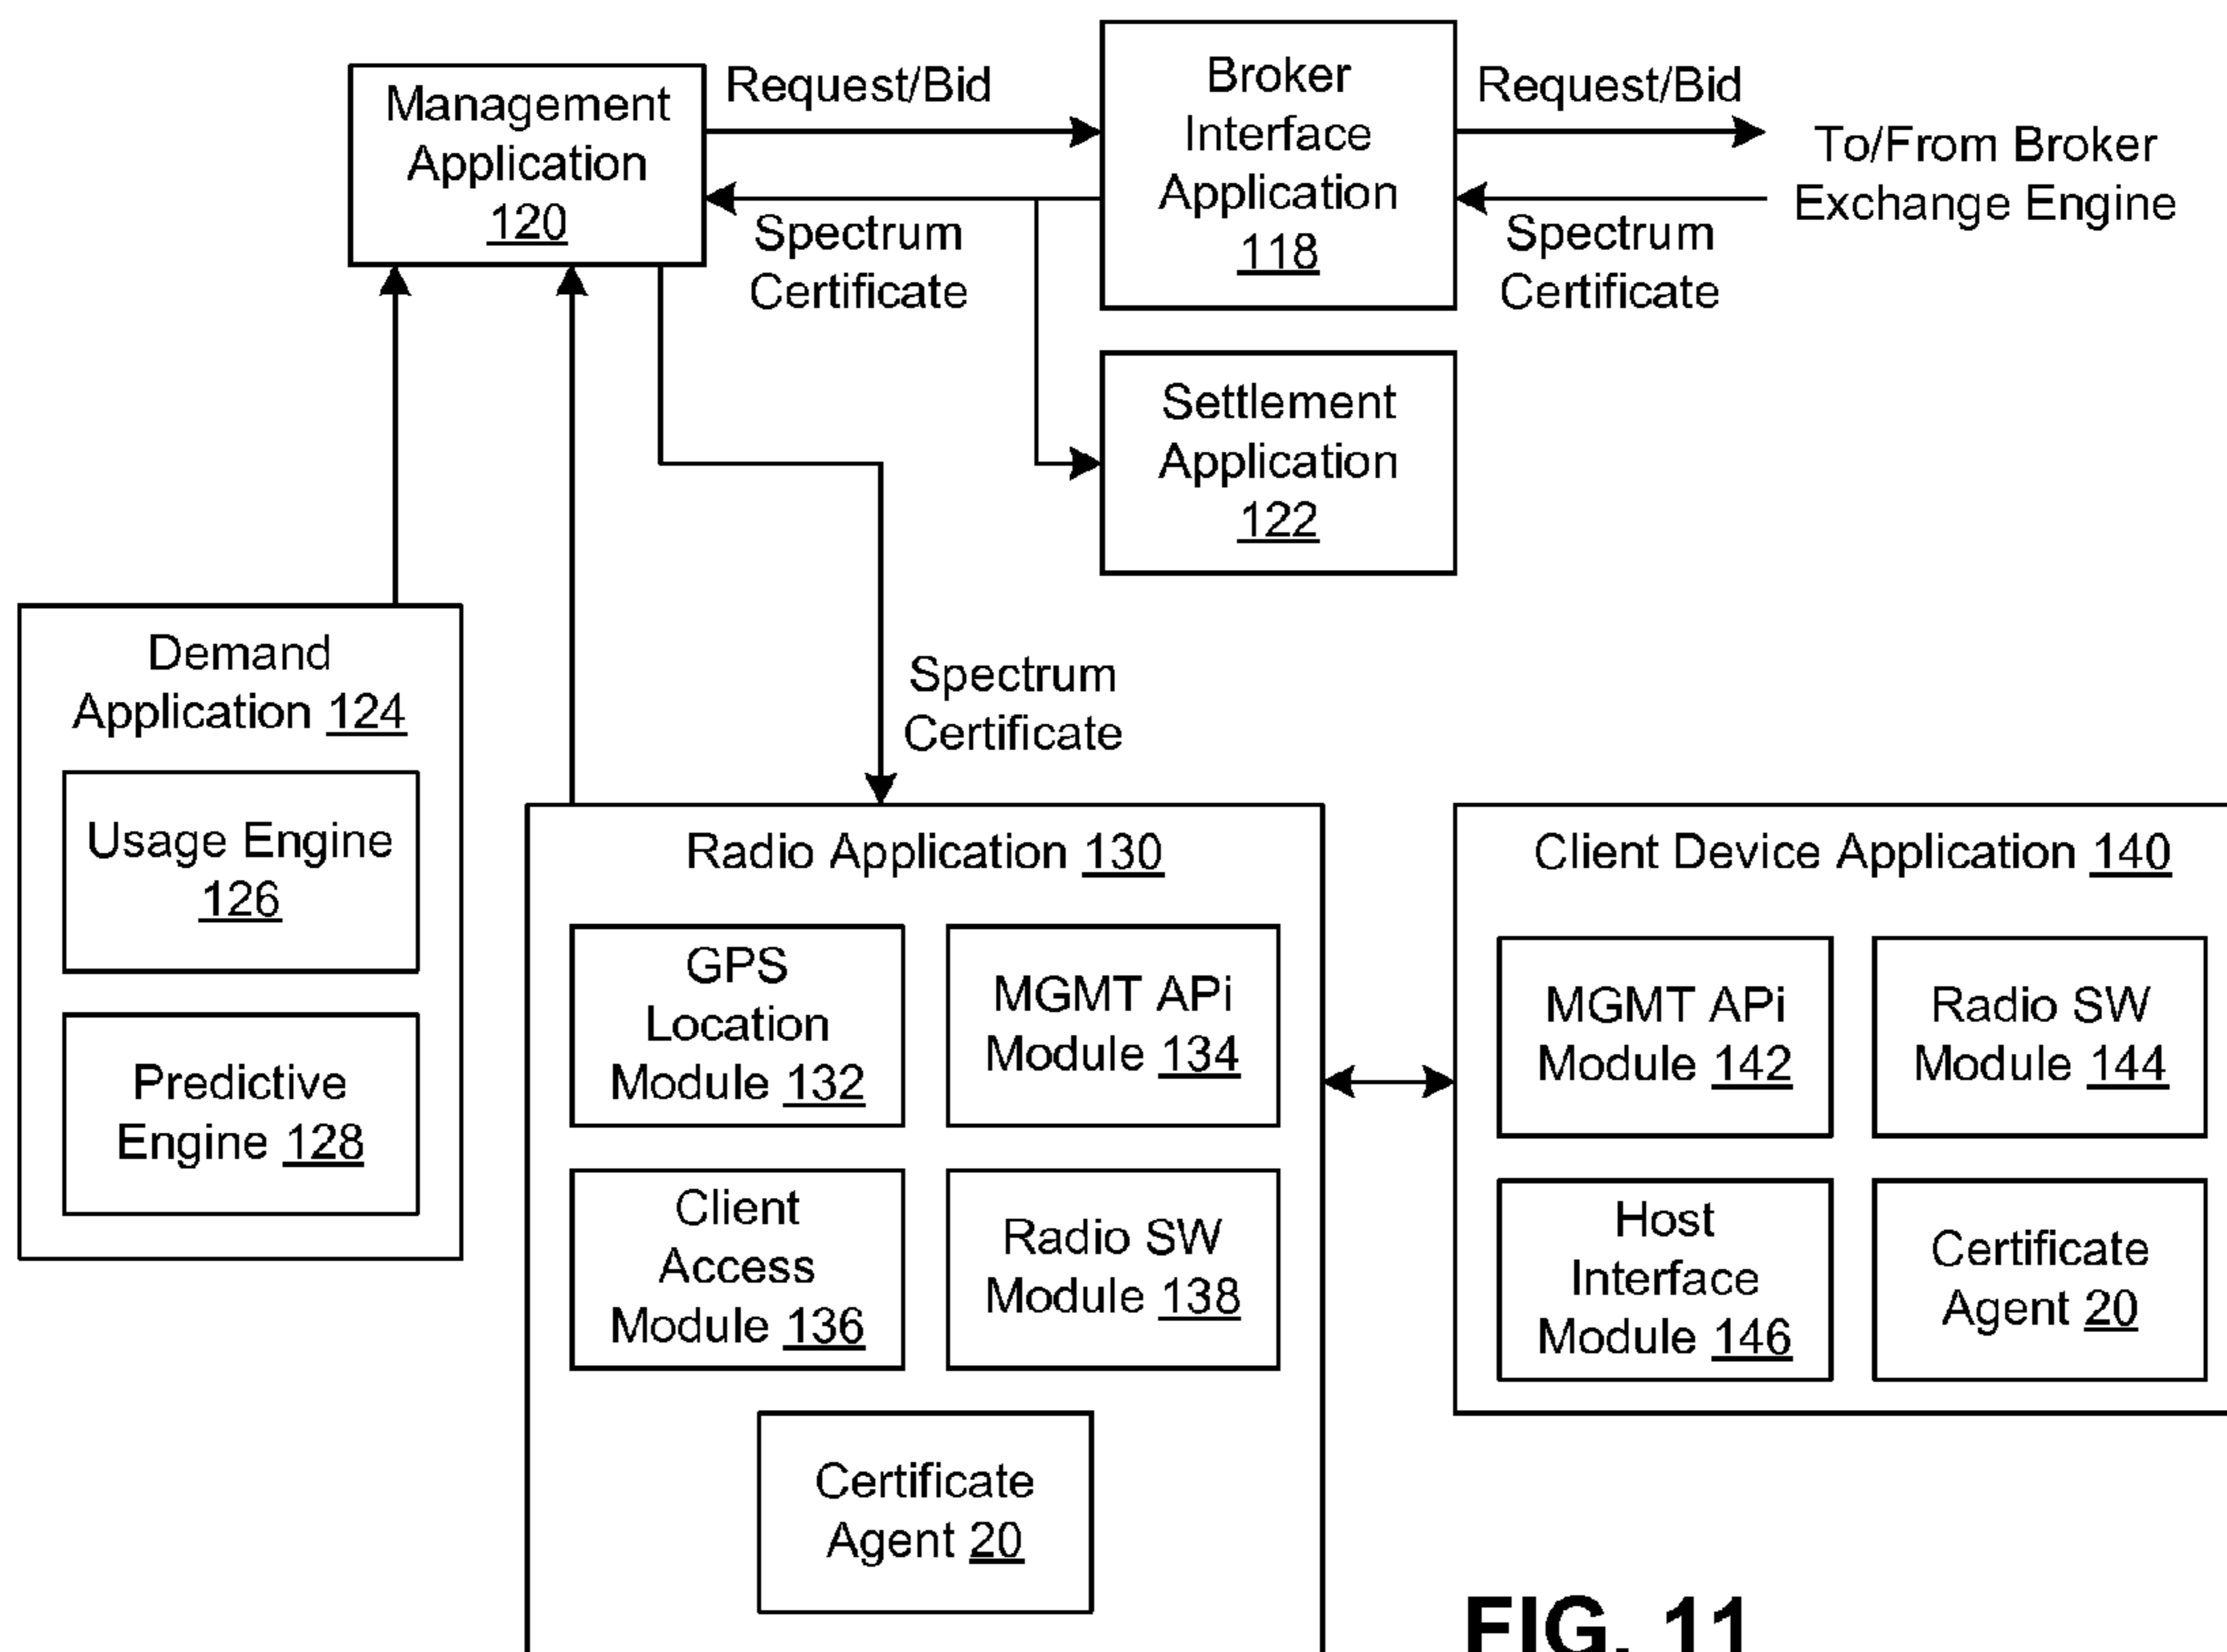 Management
Application
120
Request/Bid
Spectrum
Certificate
Broker
Interface
Application
118
Request/Bid
Spectrum
Certificate
To/From Broker
Exchange Engine
Settlement
Application
122
Demand
Application 124
Usage Engine
126
Predictive
Engine 128
Spectrum
Certificate
Radio Application 130
GPS
Location
Module 132
MGMT APi
Module 134
Client
Access
Module 136
Radio SW
Module 138
Certificate
Agent 20
Client Device Application 140
MGMT APi
Module 142
Radio SW
Module 144
Host
Interface
Module 146
Certificate
Agent 20
FIG. 11